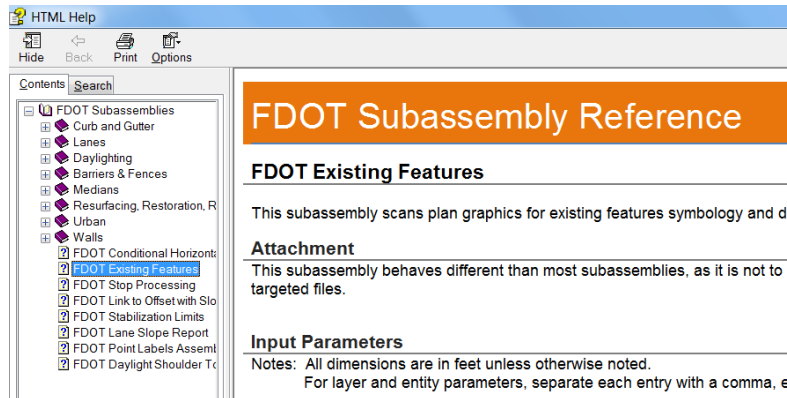 HTML Help
Hide Back Print Options
Contents Search
FDOT Subassemblies
Curb and Gutter
Lanes
Daylighting
Barriers & Fences
Medians
Resurfacing, Restoration, R
Urban
Walls
FDOT Conditional Horizonta
FDOT Existing Features
FDOT Stop Processing
FDOT Link to Offset with Slo
FDOT Stabilization Limits
FDOT Lane Slope Report
FDOT Point Labels Assemb
FDOT Daylight Shoulder To
FDOT Subassembly Reference
FDOT Existing Features
This subassembly scans plan graphics for existing features symbology and d
Attachment
This subassembly behaves different than most subassemblies, as it is not to
targeted files.
Input Parameters
Notes: All dimensions are in feet unless otherwise noted.
For layer and entity parameters, separate each entry with a comma, e